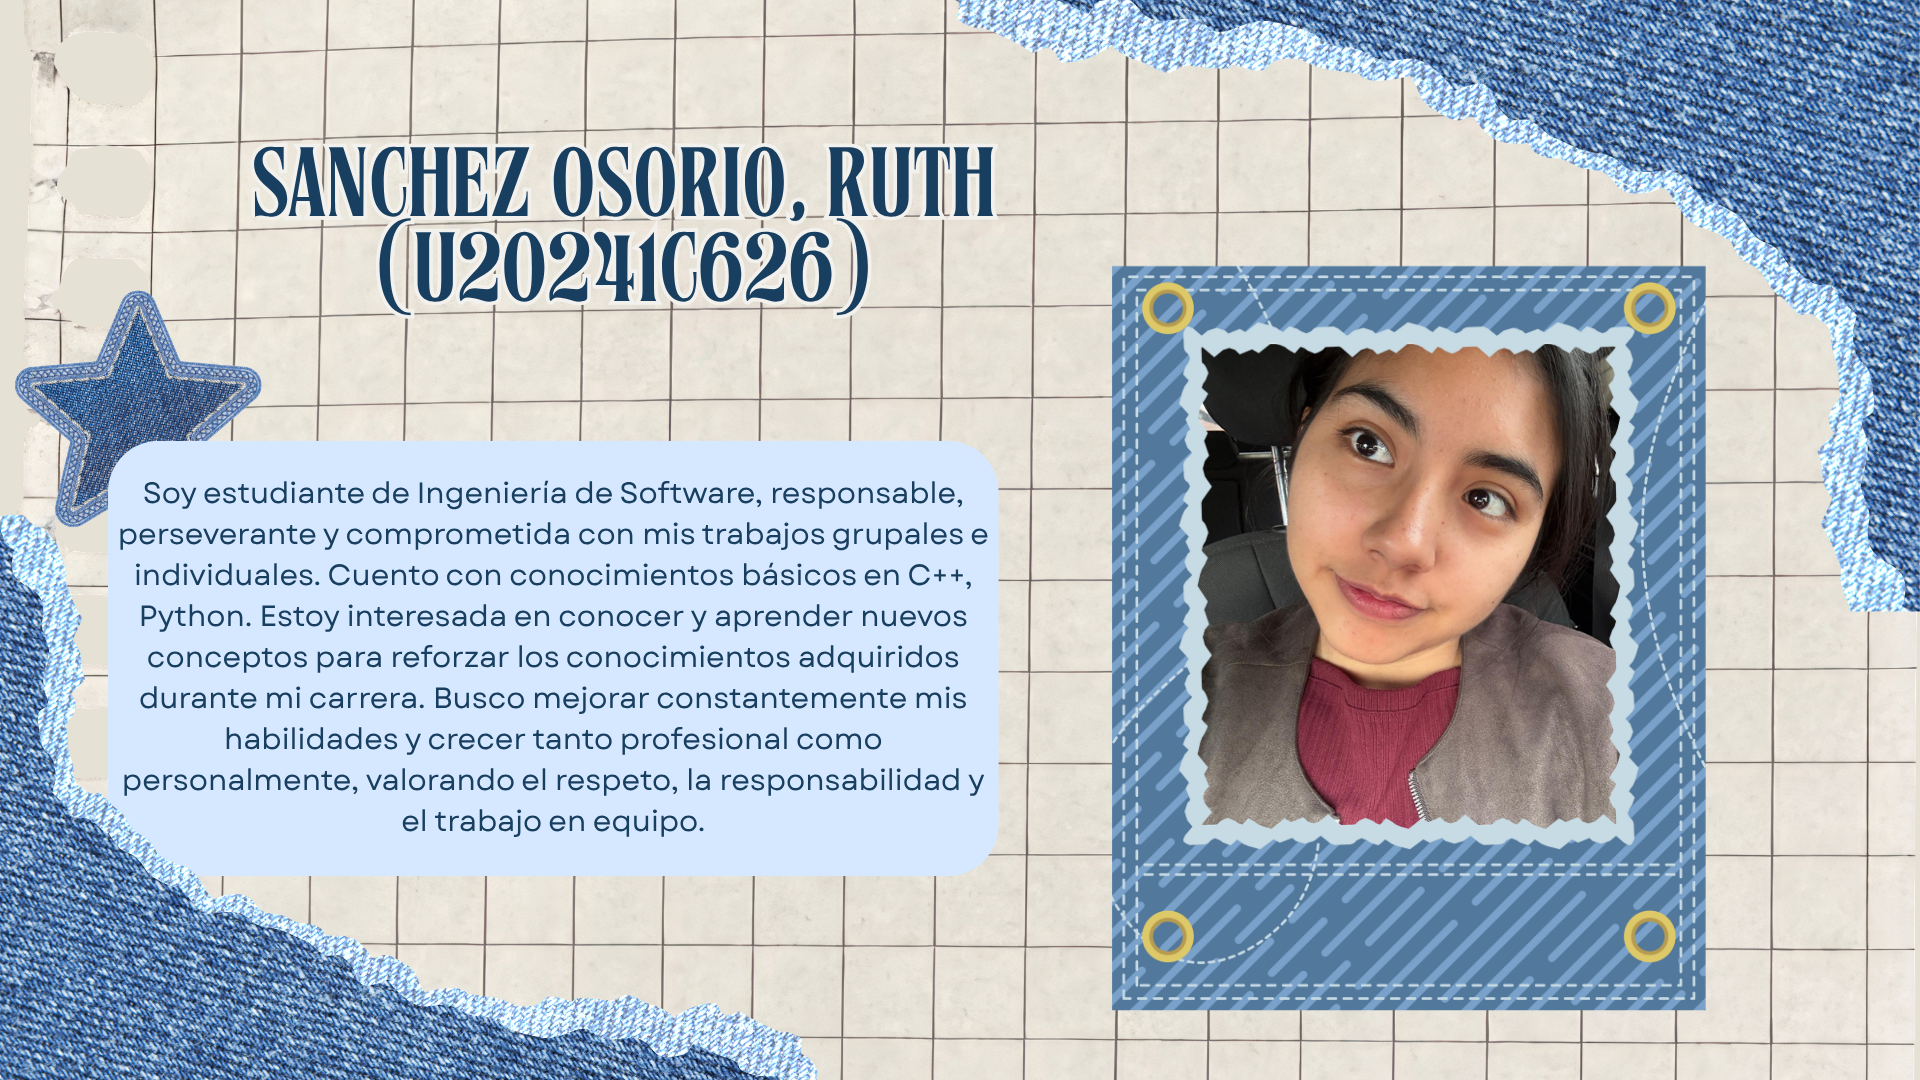 SANCHEZ OSORIO, RUTH
(U20241C626)
Soy estudiante de Ingeniería de Software, responsable,
perseverante y comprometida con mis trabajos grupales e
individuales. Cuento con conocimientos básicos en C++,
Python. Estoy interesada en conocer y aprender nuevos
conceptos para reforzar los conocimientos adquiridos
durante mi carrera. Busco mejorar constantemente mis
habilidades y crecer tanto profesional como
personalmente, valorando el respeto, la responsabilidad y
el trabajo en equipo.